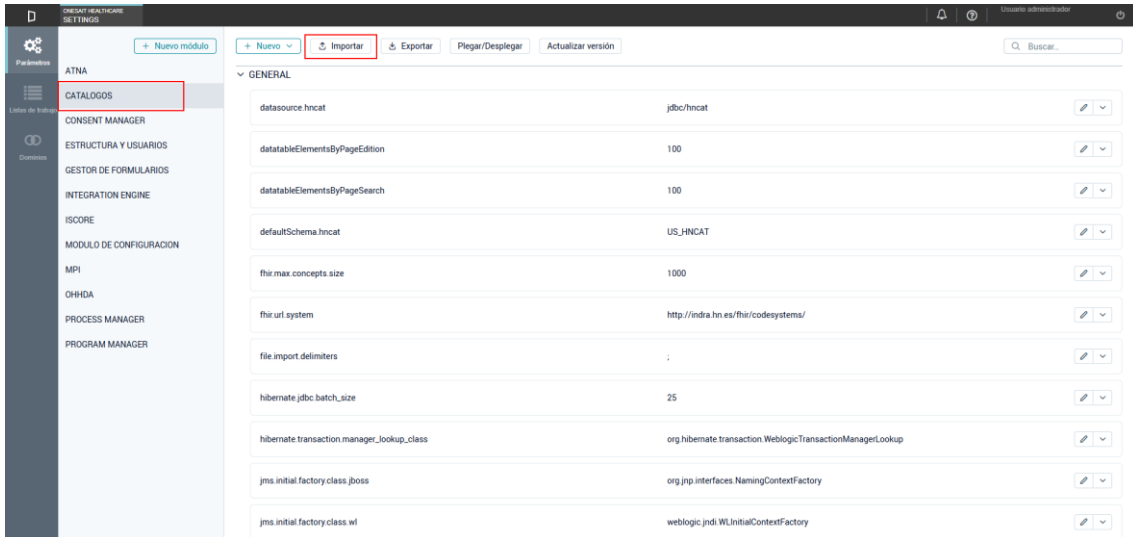 ONESAIT HEALTHCARE
SETTINGS
Usuario administrador
Parámetros
Listas de trabajo
Dominios
+ Nuevo módulo
ATNA
CATALOGOS
CONSENT MANAGER
ESTRUCTURA Y USUARIOS
GESTOR DE FORMULARIOS
INTEGRATION ENGINE
ISCORE
MODULO DE CONFIGURACION
MPI
OHHDA
PROCESS MANAGER
PROGRAM MANAGER
+ Nuevo Importar Exportar Plegar/Desplegar Actualizar versión Buscar...
GENERAL
datasource.hncat jdbc/hncat
datatableElementsByPageEdition 100
datatableElementsByPageSearch 100
defaultSchema.hncat US_HNCAT
fhir.max.concepts.size 1000
fhir.url.system http://indra.hn.es/fhir/codesystems/
file.import.delimiters ;
hibernate.jdbc.batch_size 25
hibernate.transaction.manager_lookup_class org.hibernate.transaction.WeblogicTransactionManagerLookup
jms.initial.factory.class.jboss org.jnp.interfaces.NamingContextFactory
jms.initial.factory.class.wl weblogic.jndi.WLInitialContextFactory